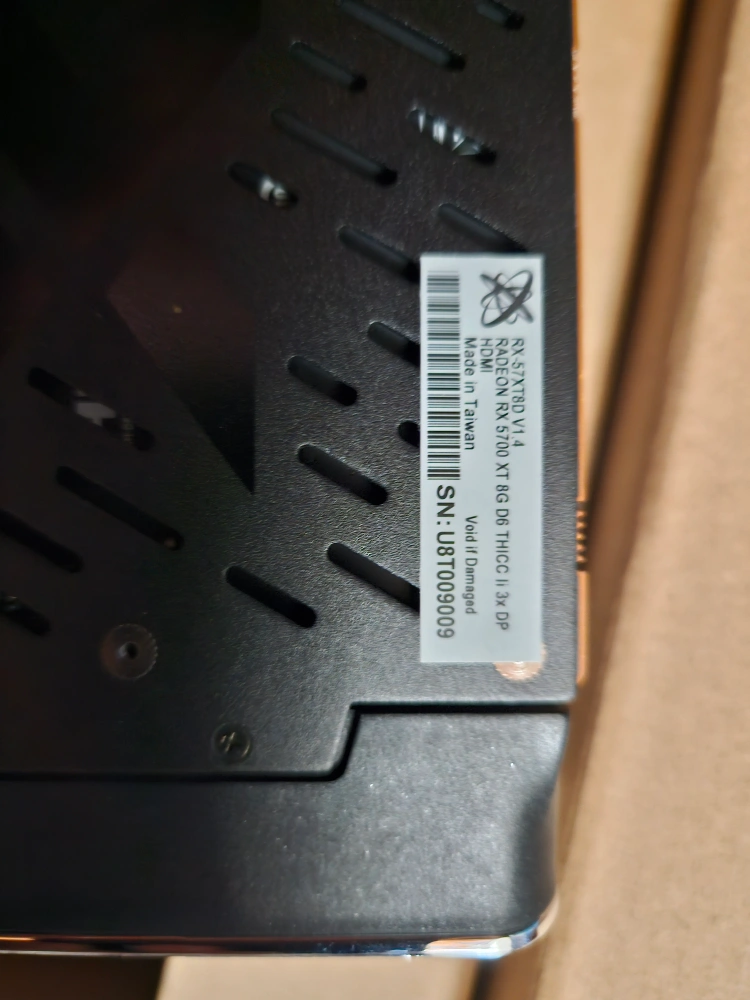 RX-57XT8D V1.4
RADEON RX 5700 XT 8G D6 THICC Ii 3x DP
HDMI
Made in Taiwan Void if Damaged
SN: U8T009009